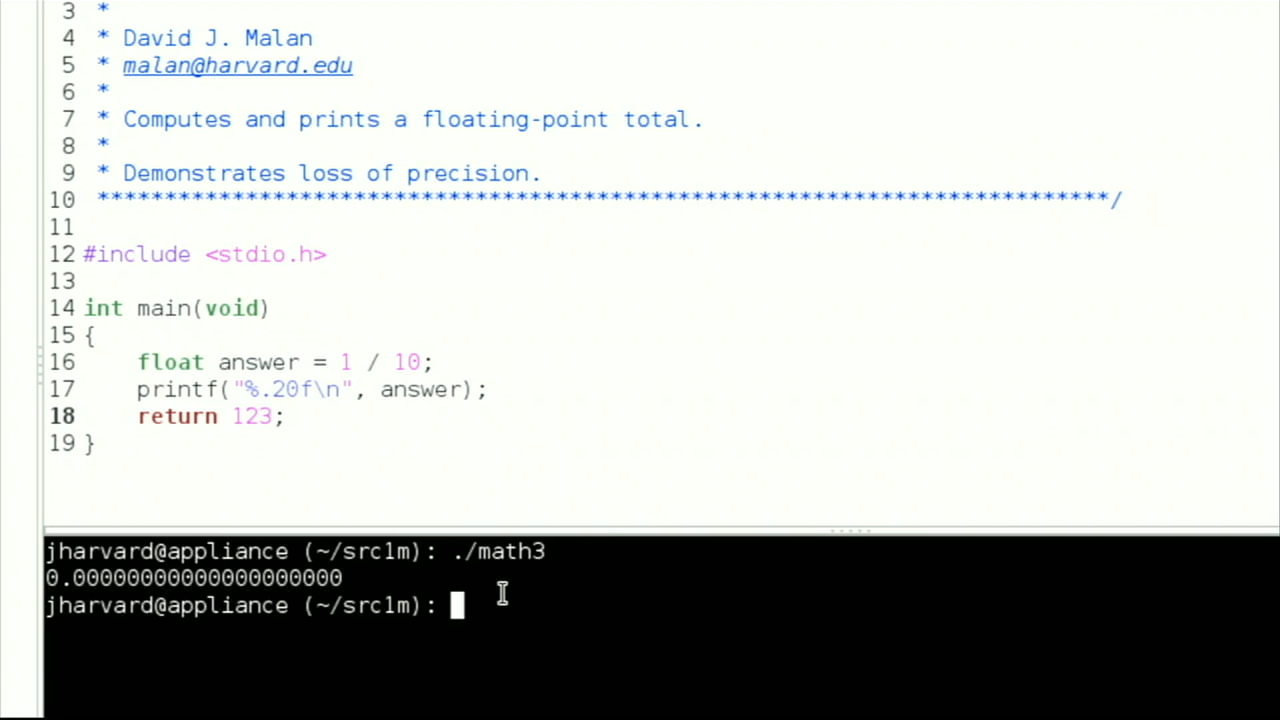 3 *
4 * David J. Malan
5 * malan@harvard.edu
6 *
7 * Computes and prints a floating-point total.
8 *
9 * Demonstrates loss of precision.
10 ***************************************************************************/
11
12 #include <stdio.h>
13
14 int main(void)
15 {
16     float answer = 1 / 10;
17     printf("%.20f\n", answer);
18     return 123;
19 }
jharvard@appliance (~/src1m): ./math3
0.00000000000000000000
jharvard@appliance (~/src1m):